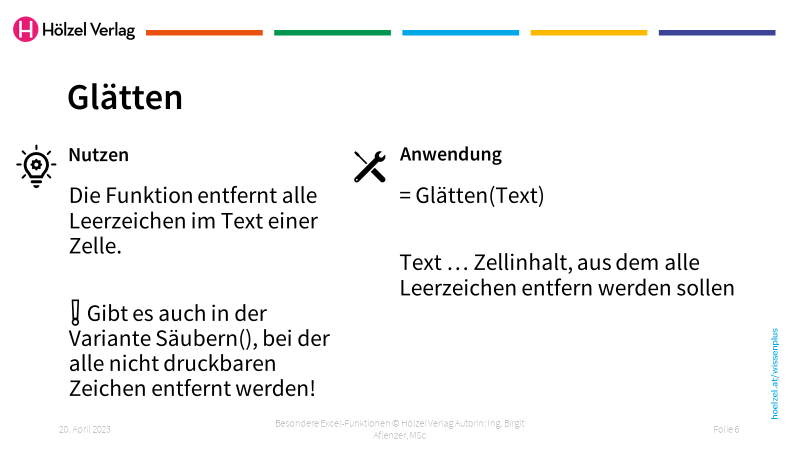 Hölzel Verlag
Glätten
Nutzen
Die Funktion entfernt alle
Leerzeichen im Text einer
Zelle.
Gibt es auch in der
Variante Säubern(), bei der
alle nicht druckbaren
Zeichen entfernt werden!
Anwendung
= Glätten(Text)
Text … Zellinhalt, aus dem alle
Leerzeichen entfern werden sollen
hoelzel.at/wissenplus
20. April 2023
Besondere Excel-Funktionen © Hölzel Verlag Autorin: Ing. Birgit
Aflenzer, MSc
Folie 6